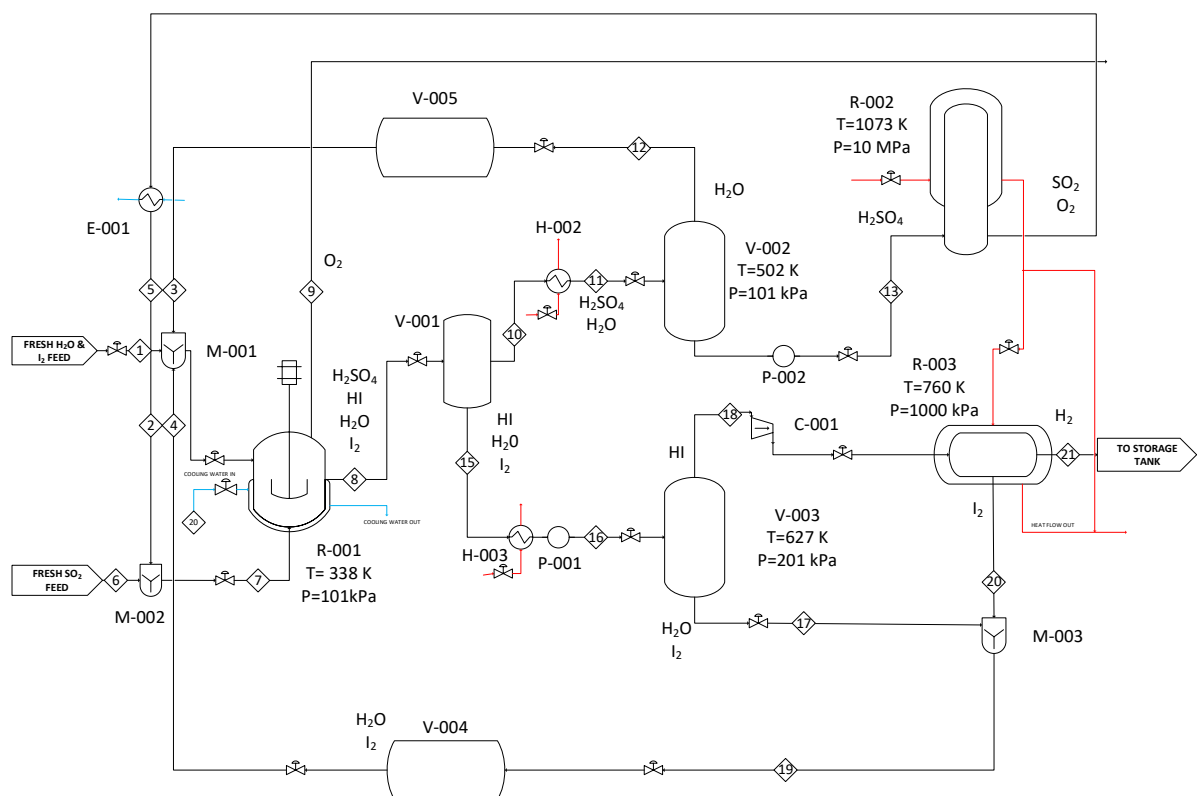 V-005
R-002
T=1073 K
P=10 MPa
12
H₂O
SO₂
O₂
E-001
H₂SO₄
H-002
V-002
T=502 K
P=101 kPa
O₂
5
3
9
11
13
H₂SO₄
H₂O
V-001
10
FRESH H₂O &
I₂ FEED
1
M-001
P-002
R-003
T=760 K
P=1000 kPa
H₂SO₄
HI
H₂O
I₂
H₂
18
C-001
2
4
HI
H₂0
I₂
15
HI
21
TO STORAGE
TANK
8
COOLING WATER IN
20
COOLING WATER OUT
I₂
HEAT FLOW OUT
V-003
T=627 K
P=201 kPa
H-003
P-001
16
R-001
T= 338 K
P=101kPa
FRESH SO₂
FEED
6
7
20
M-002
H₂O
I₂
17
M-003
H₂O
I₂
V-004
19